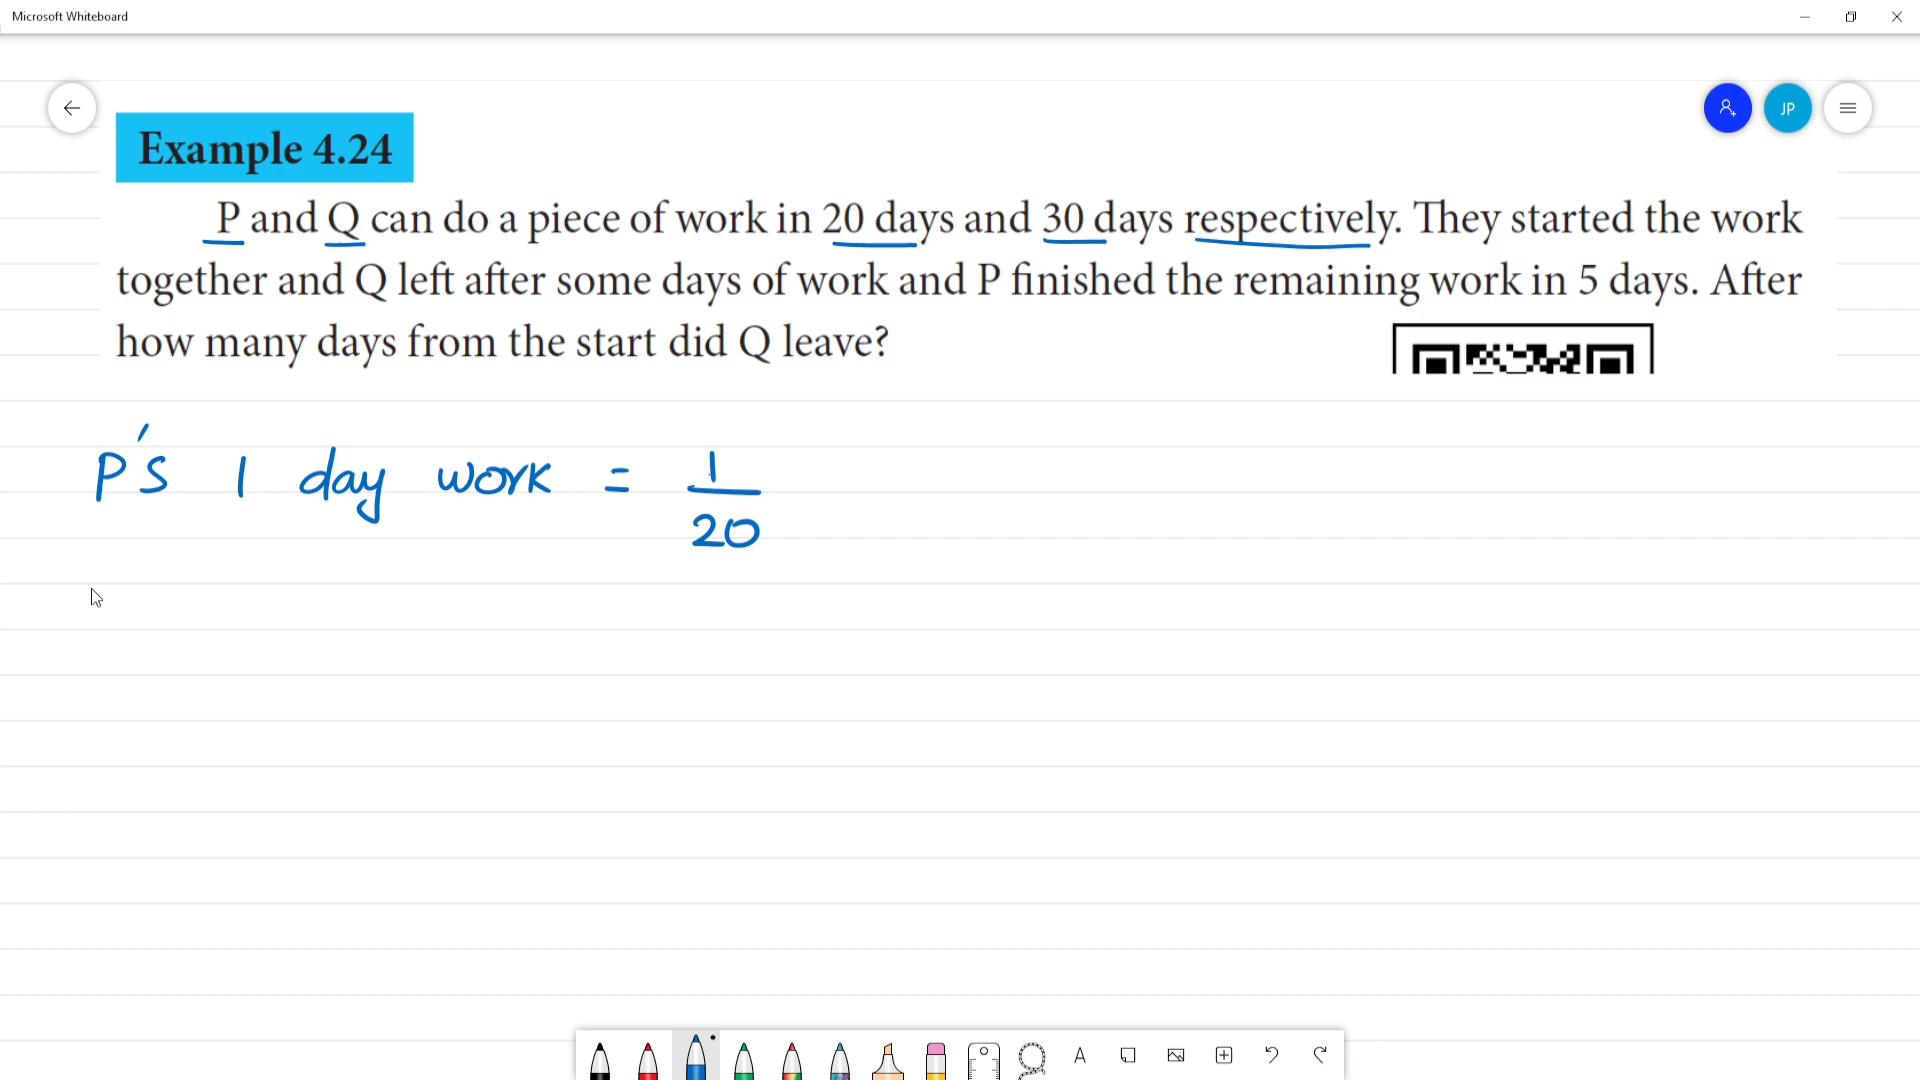 Microsoft Whiteboard
JP
Example 4.24
P and Q can do a piece of work in 20 days and 30 days respectively. They started the work
together and Q left after some days of work and P finished the remaining work in 5 days. After
how many days from the start did Q leave?
P'S 1 day work = 1/20
A